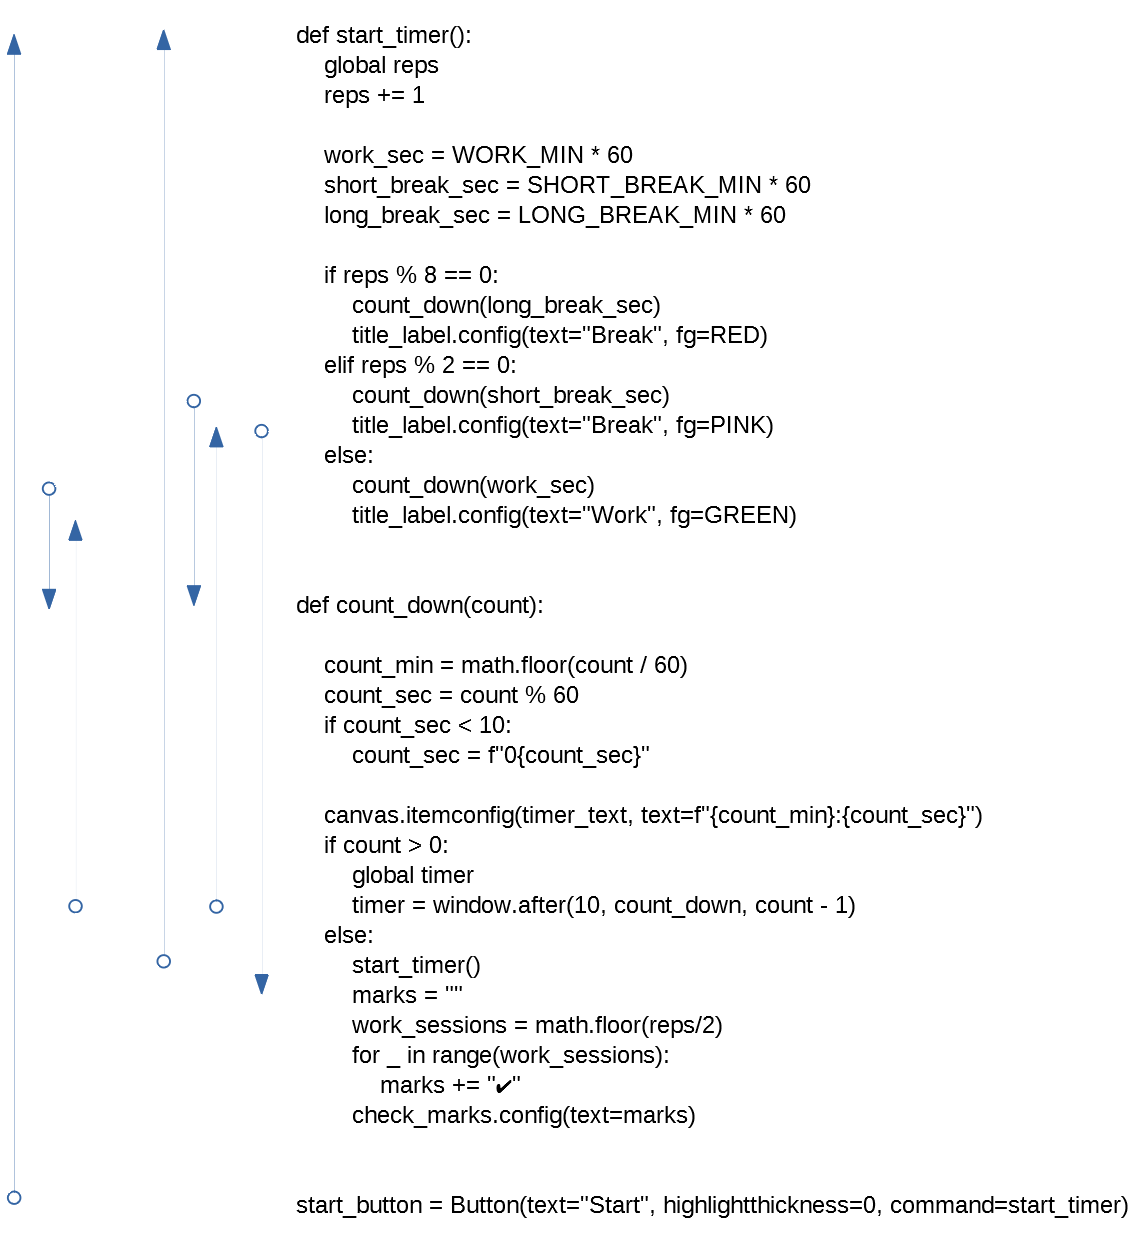 def start_timer():
    global reps
    reps += 1

    work_sec = WORK_MIN * 60
    short_break_sec = SHORT_BREAK_MIN * 60
    long_break_sec = LONG_BREAK_MIN * 60

    if reps % 8 == 0:
        count_down(long_break_sec)
        title_label.config(text="Break", fg=RED)
    elif reps % 2 == 0:
        count_down(short_break_sec)
        title_label.config(text="Break", fg=PINK)
    else:
        count_down(work_sec)
        title_label.config(text="Work", fg=GREEN)


def count_down(count):

    count_min = math.floor(count / 60)
    count_sec = count % 60
    if count_sec < 10:
        count_sec = f"0{count_sec}"

    canvas.itemconfig(timer_text, text=f"{count_min}:{count_sec}")
    if count > 0:
        global timer
        timer = window.after(10, count_down, count - 1)
    else:
        start_timer()
        marks = ""
        work_sessions = math.floor(reps/2)
        for _ in range(work_sessions):
            marks += "✔"
        check_marks.config(text=marks)


start_button = Button(text="Start", highlightthickness=0, command=start_timer)